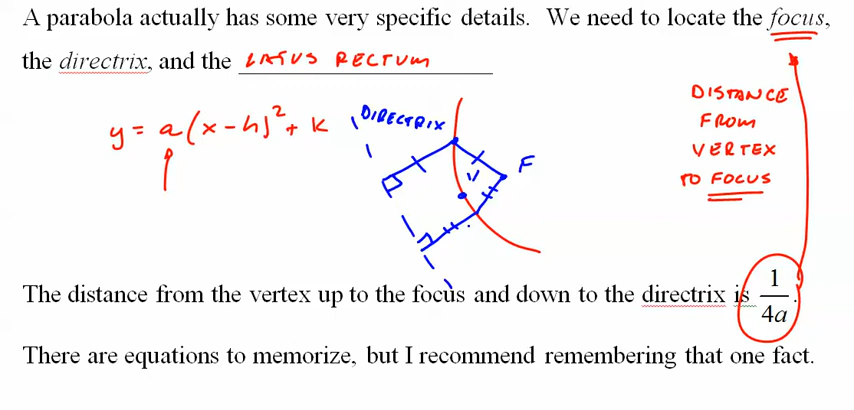 A parabola actually has some very specific details. We need to locate the focus,
the directrix, and the LATUS RECTUM
y = a(x-h)² + k
DIRECTRIX
F
V
DISTANCE
FROM
VERTEX
TO FOCUS
The distance from the vertex up to the focus and down to the directrix is 1/4a.
There are equations to memorize, but I recommend remembering that one fact.